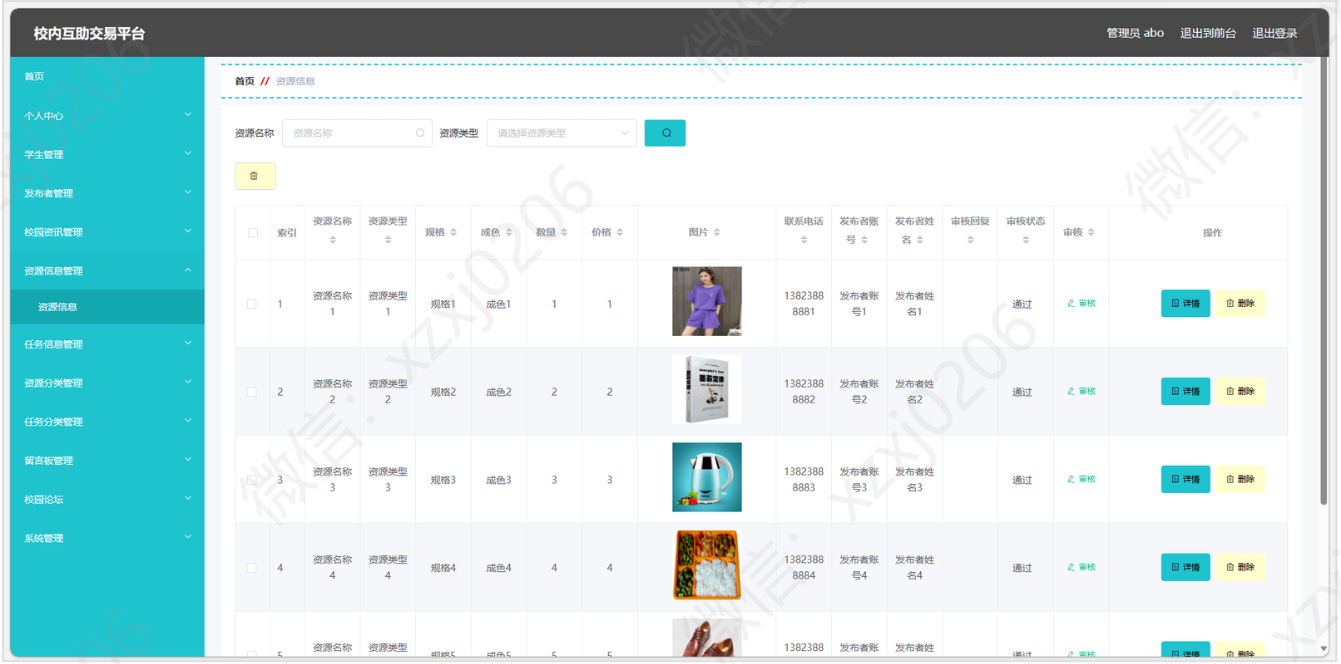 校内互助交易平台
管理员 abo 退出到前台 退出登录
首页
个人中心
学生管理
发布者管理
校园资讯管理
资源信息管理
资源信息
任务信息管理
资源分类管理
任务分类管理
留言板管理
校园论坛
系统管理
首页 // 资源信息
资源名称 资源名称 资源类型 请选择资源类型
索引 资源名称 资源类型 规格 成色 数量 价格 图片 联系电话 发布者账号 发布者姓名 审核回复 审核状态 审核 操作
1 资源名称1 资源类型1 规格1 成色1 1 1 13823888881 发布者账号1 发布者姓名1 通过 审核 详情 删除
2 资源名称2 资源类型2 规格2 成色2 2 2 墨菲定律 13823888882 发布者账号2 发布者姓名2 通过 审核 详情 删除
3 资源名称3 资源类型3 规格3 成色3 3 3 13823888883 发布者账号3 发布者姓名3 通过 审核 详情 删除
4 资源名称4 资源类型4 规格4 成色4 4 4 13823888884 发布者账号4 发布者姓名4 通过 审核 详情 删除
5 资源名称 资源类型 规格5 成色5 5 5 1382388 发布者账 发布者姓 通过 审核 详情 删除
微信：xzxj0206